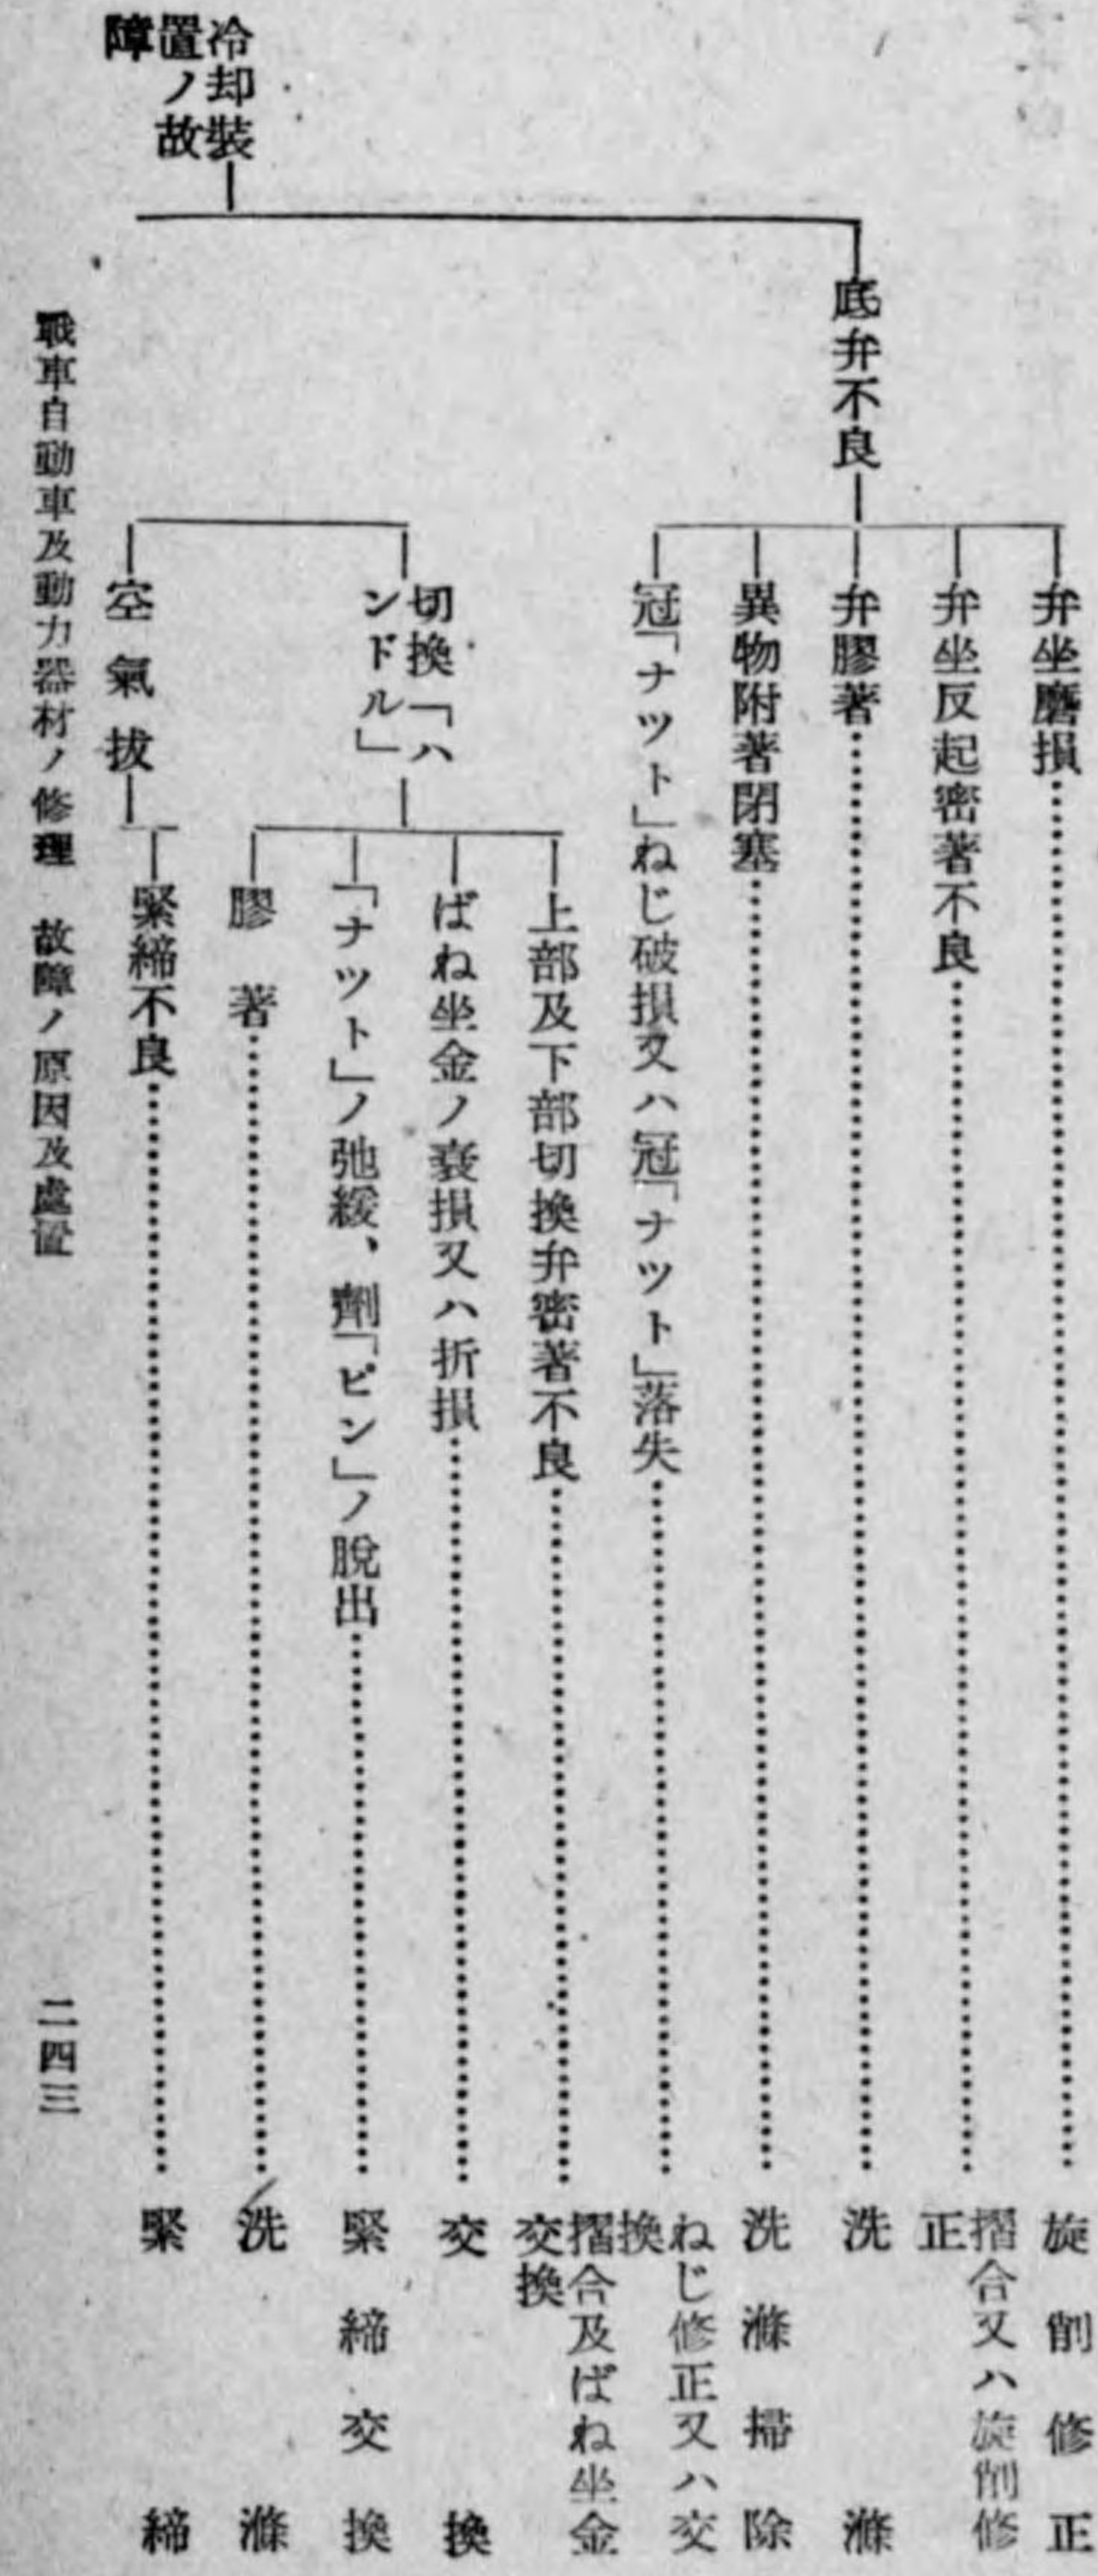 冷却裝
置ノ故
障
底弁不良
弁坐磨損
旋削修正
弁坐反起密著不良
摺合又ハ旋削修
正
弁膠著
洗滌
異物附著閉塞
洗滌掃除
冠「ナット」ねじ破損又ハ冠「ナット」落失
ねじ修正又ハ交
換
切換「ハ
ンドル」
上部及下部切換弁密著不良
摺合及ばね坐金
交換
ばね坐金ノ衰損又ハ折損
交換
「ナット」ノ弛緩、割「ピン」ノ脫出
緊締交換
膠著
洗滌
空氣拔
緊締不良
緊締
戰車自動車及動力器材ノ修理 故障ノ原因及處置
二四三